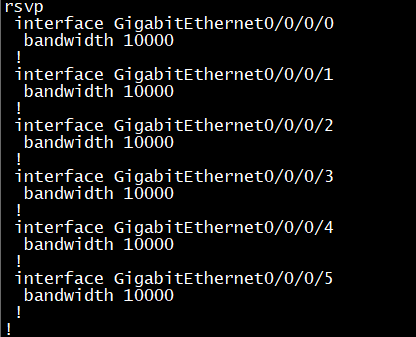 rsvp
 interface GigabitEthernet0/0/0/0
  bandwidth 10000
 !
 interface GigabitEthernet0/0/0/1
  bandwidth 10000
 !
 interface GigabitEthernet0/0/0/2
  bandwidth 10000
 !
 interface GigabitEthernet0/0/0/3
  bandwidth 10000
 !
 interface GigabitEthernet0/0/0/4
  bandwidth 10000
 !
 interface GigabitEthernet0/0/0/5
  bandwidth 10000
 !
!